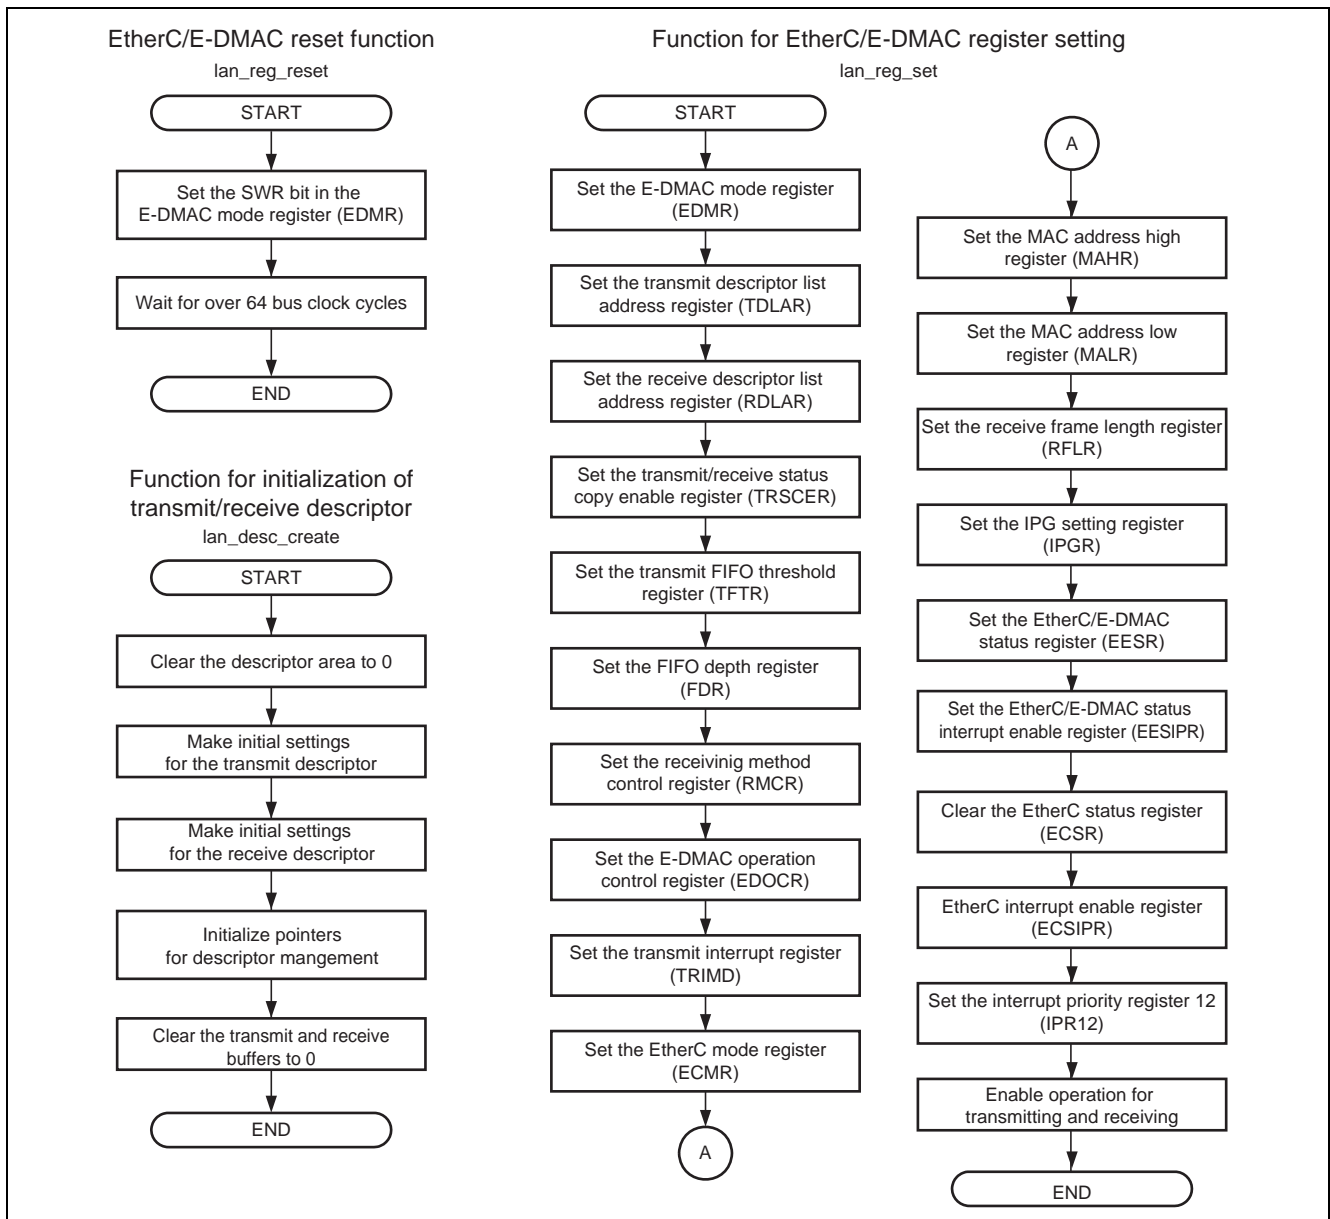 EtherC/E-DMAC reset function
lan_reg_reset
START
Set the SWR bit in the
E-DMAC mode register (EDMR)
Wait for over 64 bus clock cycles
END
Function for initialization of
transmit/receive descriptor
lan_desc_create
START
Clear the descriptor area to 0
Make initial settings
for the transmit descriptor
Make initial settings
for the receive descriptor
Initialize pointers
for descriptor mangement
Clear the transmit and receive
buffers to 0
END
Function for EtherC/E-DMAC register setting
lan_reg_set
START
Set the E-DMAC mode register
(EDMR)
Set the transmit descriptor list
address register (TDLAR)
Set the receive descriptor list
address register (RDLAR)
Set the transmit/receive status
copy enable register (TRSCER)
Set the transmit FIFO threshold
register (TFTR)
Set the FIFO depth register
(FDR)
Set the receivinig method
control register (RMCR)
Set the E-DMAC operation
control register (EDOCR)
Set the transmit interrupt register
(TRIMD)
Set the EtherC mode register
(ECMR)
A
A
Set the MAC address high
register (MAHR)
Set the MAC address low
register (MALR)
Set the receive frame length register
(RFLR)
Set the IPG setting register
(IPGR)
Set the EtherC/E-DMAC
status register (EESR)
Set the EtherC/E-DMAC status
interrupt enable register (EESIPR)
Clear the EtherC status register
(ECSR)
EtherC interrupt enable register
(ECSIPR)
Set the interrupt priority register 12
(IPR12)
Enable operation for
transmitting and receiving
END